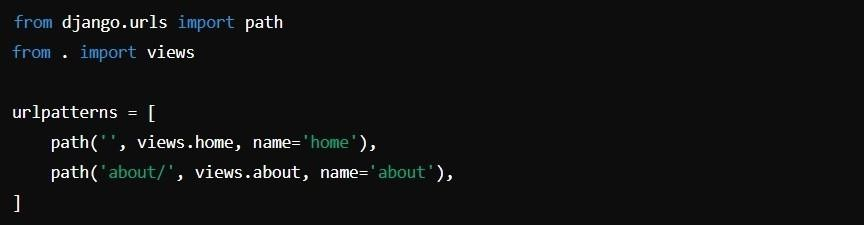 from django.urls import path
from . import views
urlpatterns = [
path('', views.home, name='home'),
path('about/', views.about, name='about'),
]